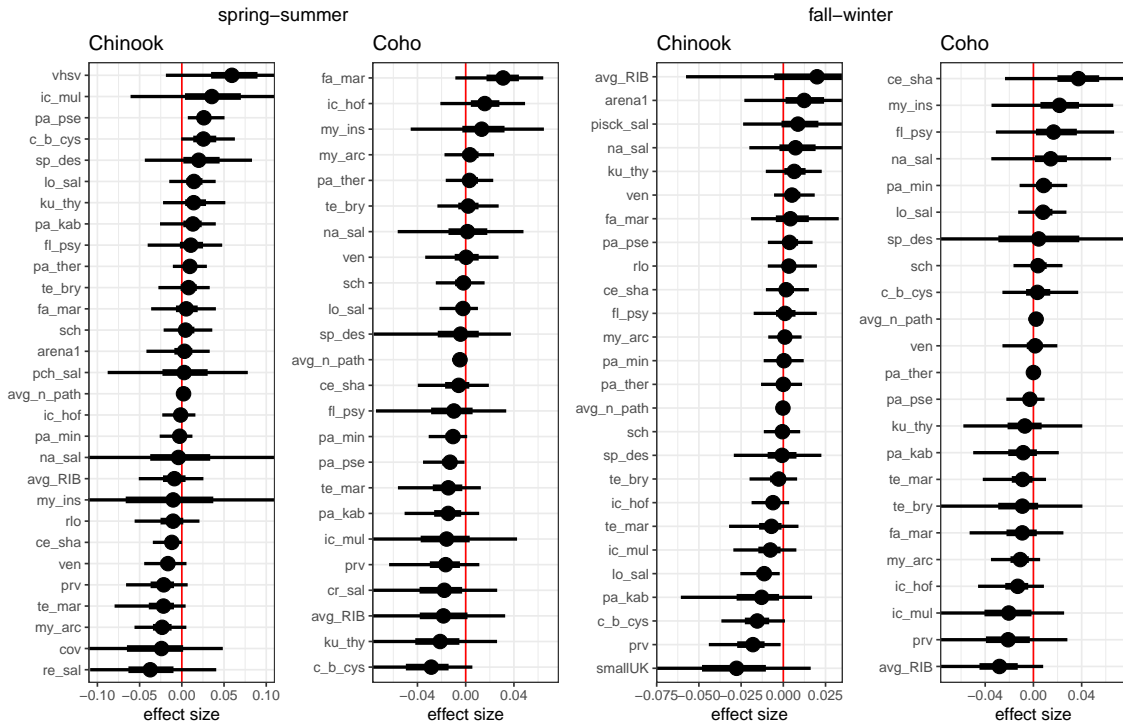 spring−summer
fall−winter
Chinook
vhsv
ic_mul
pa_pse
c_b_cys
sp_des
lo_sal
ku_thy
pa_kab
fl_psy
pa_ther
te_bry
fa_mar
sch
arena1
pch_sal
avg_n_path
ic_hof
pa_min
na_sal
avg_RIB
my_ins
rlo
ce_sha
ven
prv
te_mar
my_arc
cov
re_sal
−0.10 −0.05 0.00 0.05 0.10
effect size
Coho
fa_mar
ic_hof
my_ins
my_arc
pa_ther
te_bry
na_sal
ven
sch
lo_sal
sp_des
avg_n_path
ce_sha
fl_psy
pa_min
pa_pse
te_mar
pa_kab
ic_mul
prv
cr_sal
avg_RIB
ku_thy
c_b_cys
−0.04 0.00 0.04
effect size
Chinook
avg_RIB
arena1
pisck_sal
na_sal
ku_thy
ven
fa_mar
pa_pse
rlo
ce_sha
fl_psy
my_arc
pa_min
pa_ther
avg_n_path
sch
sp_des
te_bry
ic_hof
te_mar
ic_mul
lo_sal
pa_kab
c_b_cys
prv
smallUK
−0.075 −0.050 −0.025 0.000 0.025
effect size
Coho
ce_sha
my_ins
fl_psy
na_sal
pa_min
lo_sal
sp_des
sch
c_b_cys
avg_n_path
ven
pa_ther
pa_pse
ku_thy
pa_kab
te_mar
te_bry
fa_mar
my_arc
ic_hof
ic_mul
prv
avg_RIB
−0.04 0.00 0.04
effect size